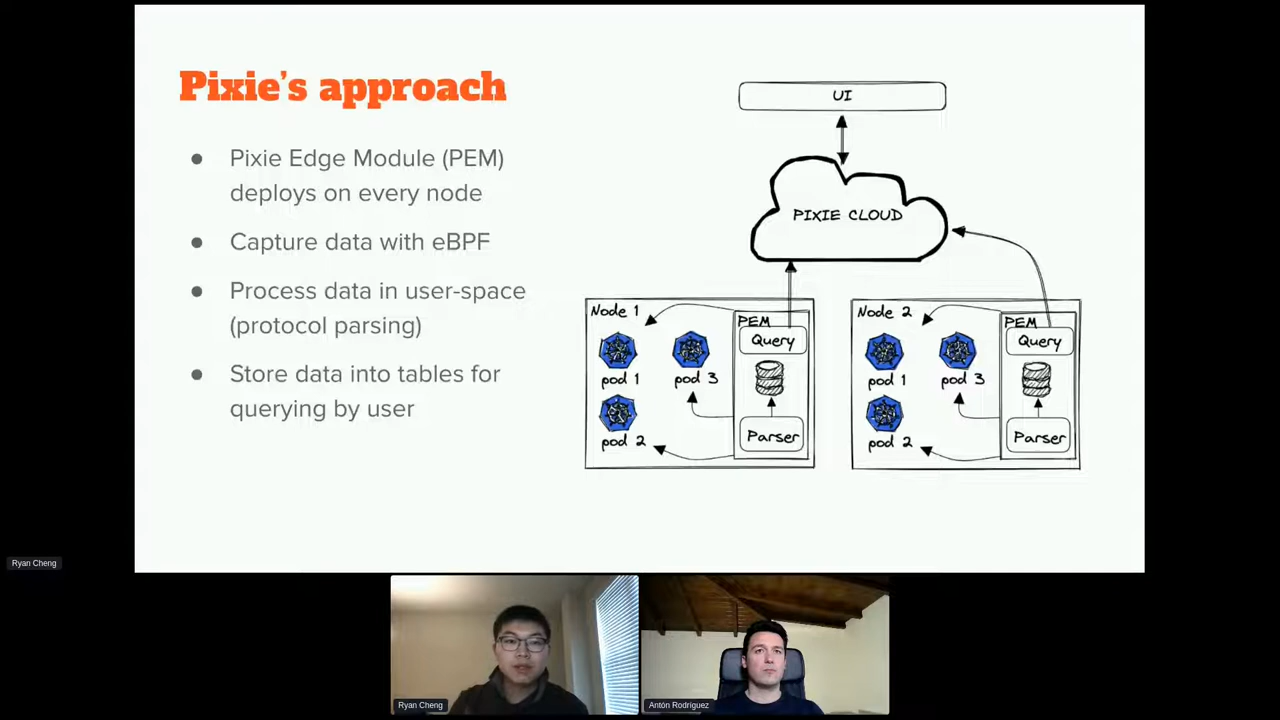 Pixie's approach
● Pixie Edge Module (PEM)
deploys on every node
● Capture data with eBPF
● Process data in user-space
(protocol parsing)
● Store data into tables for
querying by user
UI
PIXIE CLOUD
Node 1
PEM
Query
pod 1
pod 3
pod 2
Parser
Node 2
PEM
Query
pod 1
pod 3
pod 2
Parser
Ryan Cheng
Ryan Cheng
Antón Rodríguez